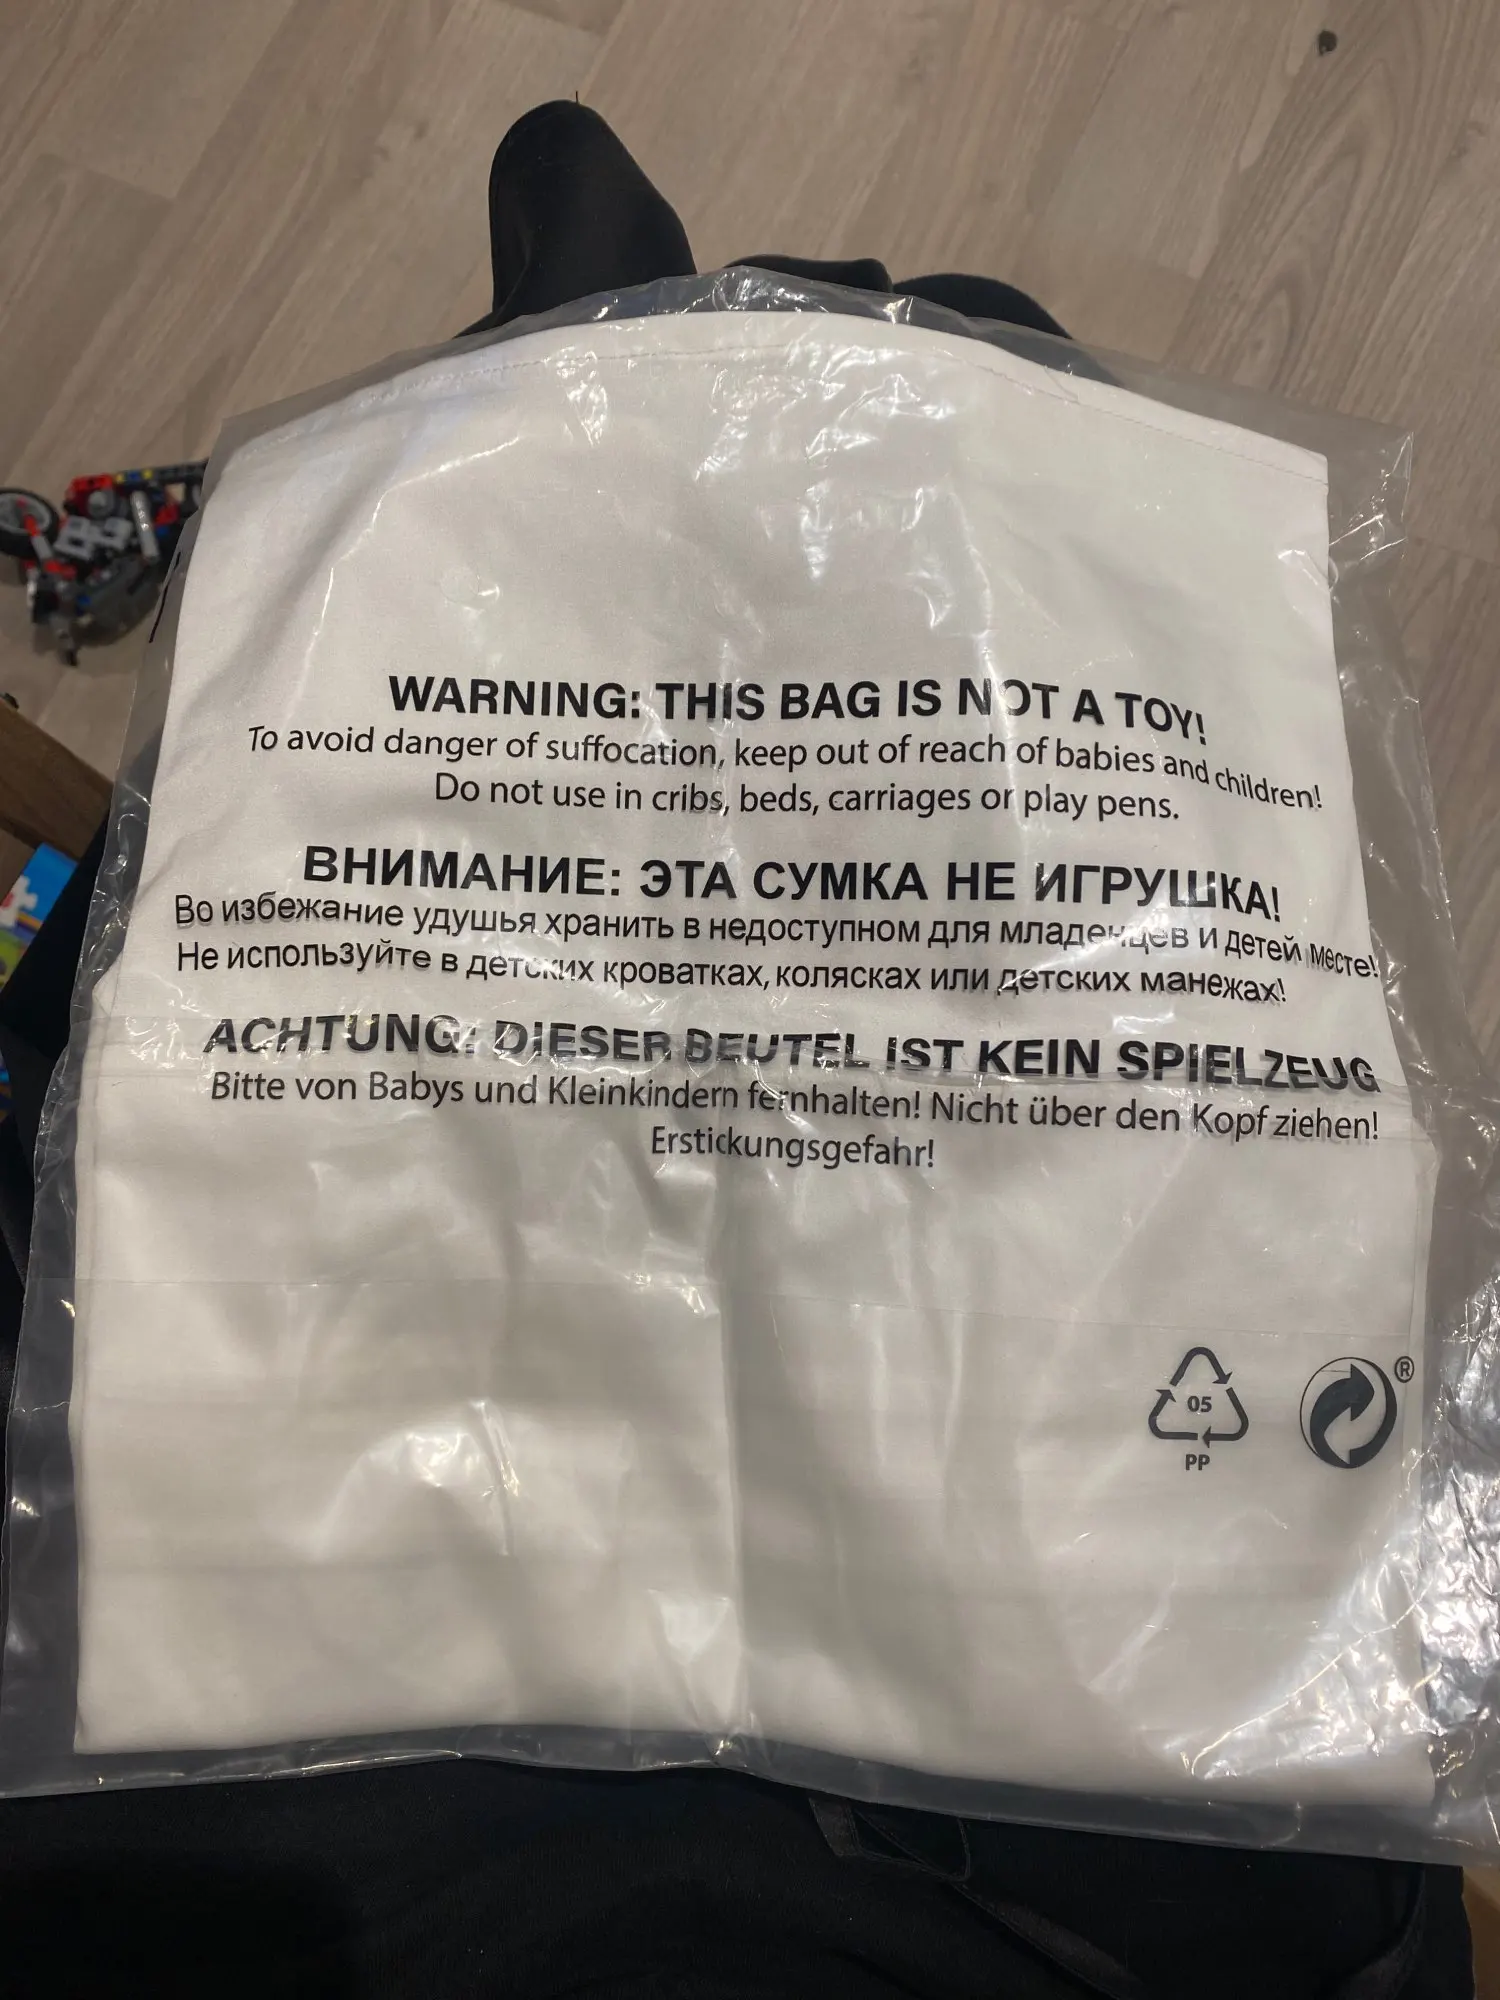 WARNING: THIS BAG IS NOT A TOY!
To avoid danger of suffocation, keep out of reach of babies and children!
Do not use in cribs, beds, carriages or play pens.
ВНИМАНИЕ: ЭТА СУМКА НЕ ИГРУШКА!
Во избежание удушья хранить в недоступном для младенцев и детей месте!
Не используйте в детских кроватках, колясках или детских манежах!
ACHTUNG: DIESER BEUTEL IST KEIN SPIELZEUG
Bitte von Babys und Kleinkindern fernhalten! Nicht über den Kopf ziehen!
Erstickungsgefahr!
05
PP
®